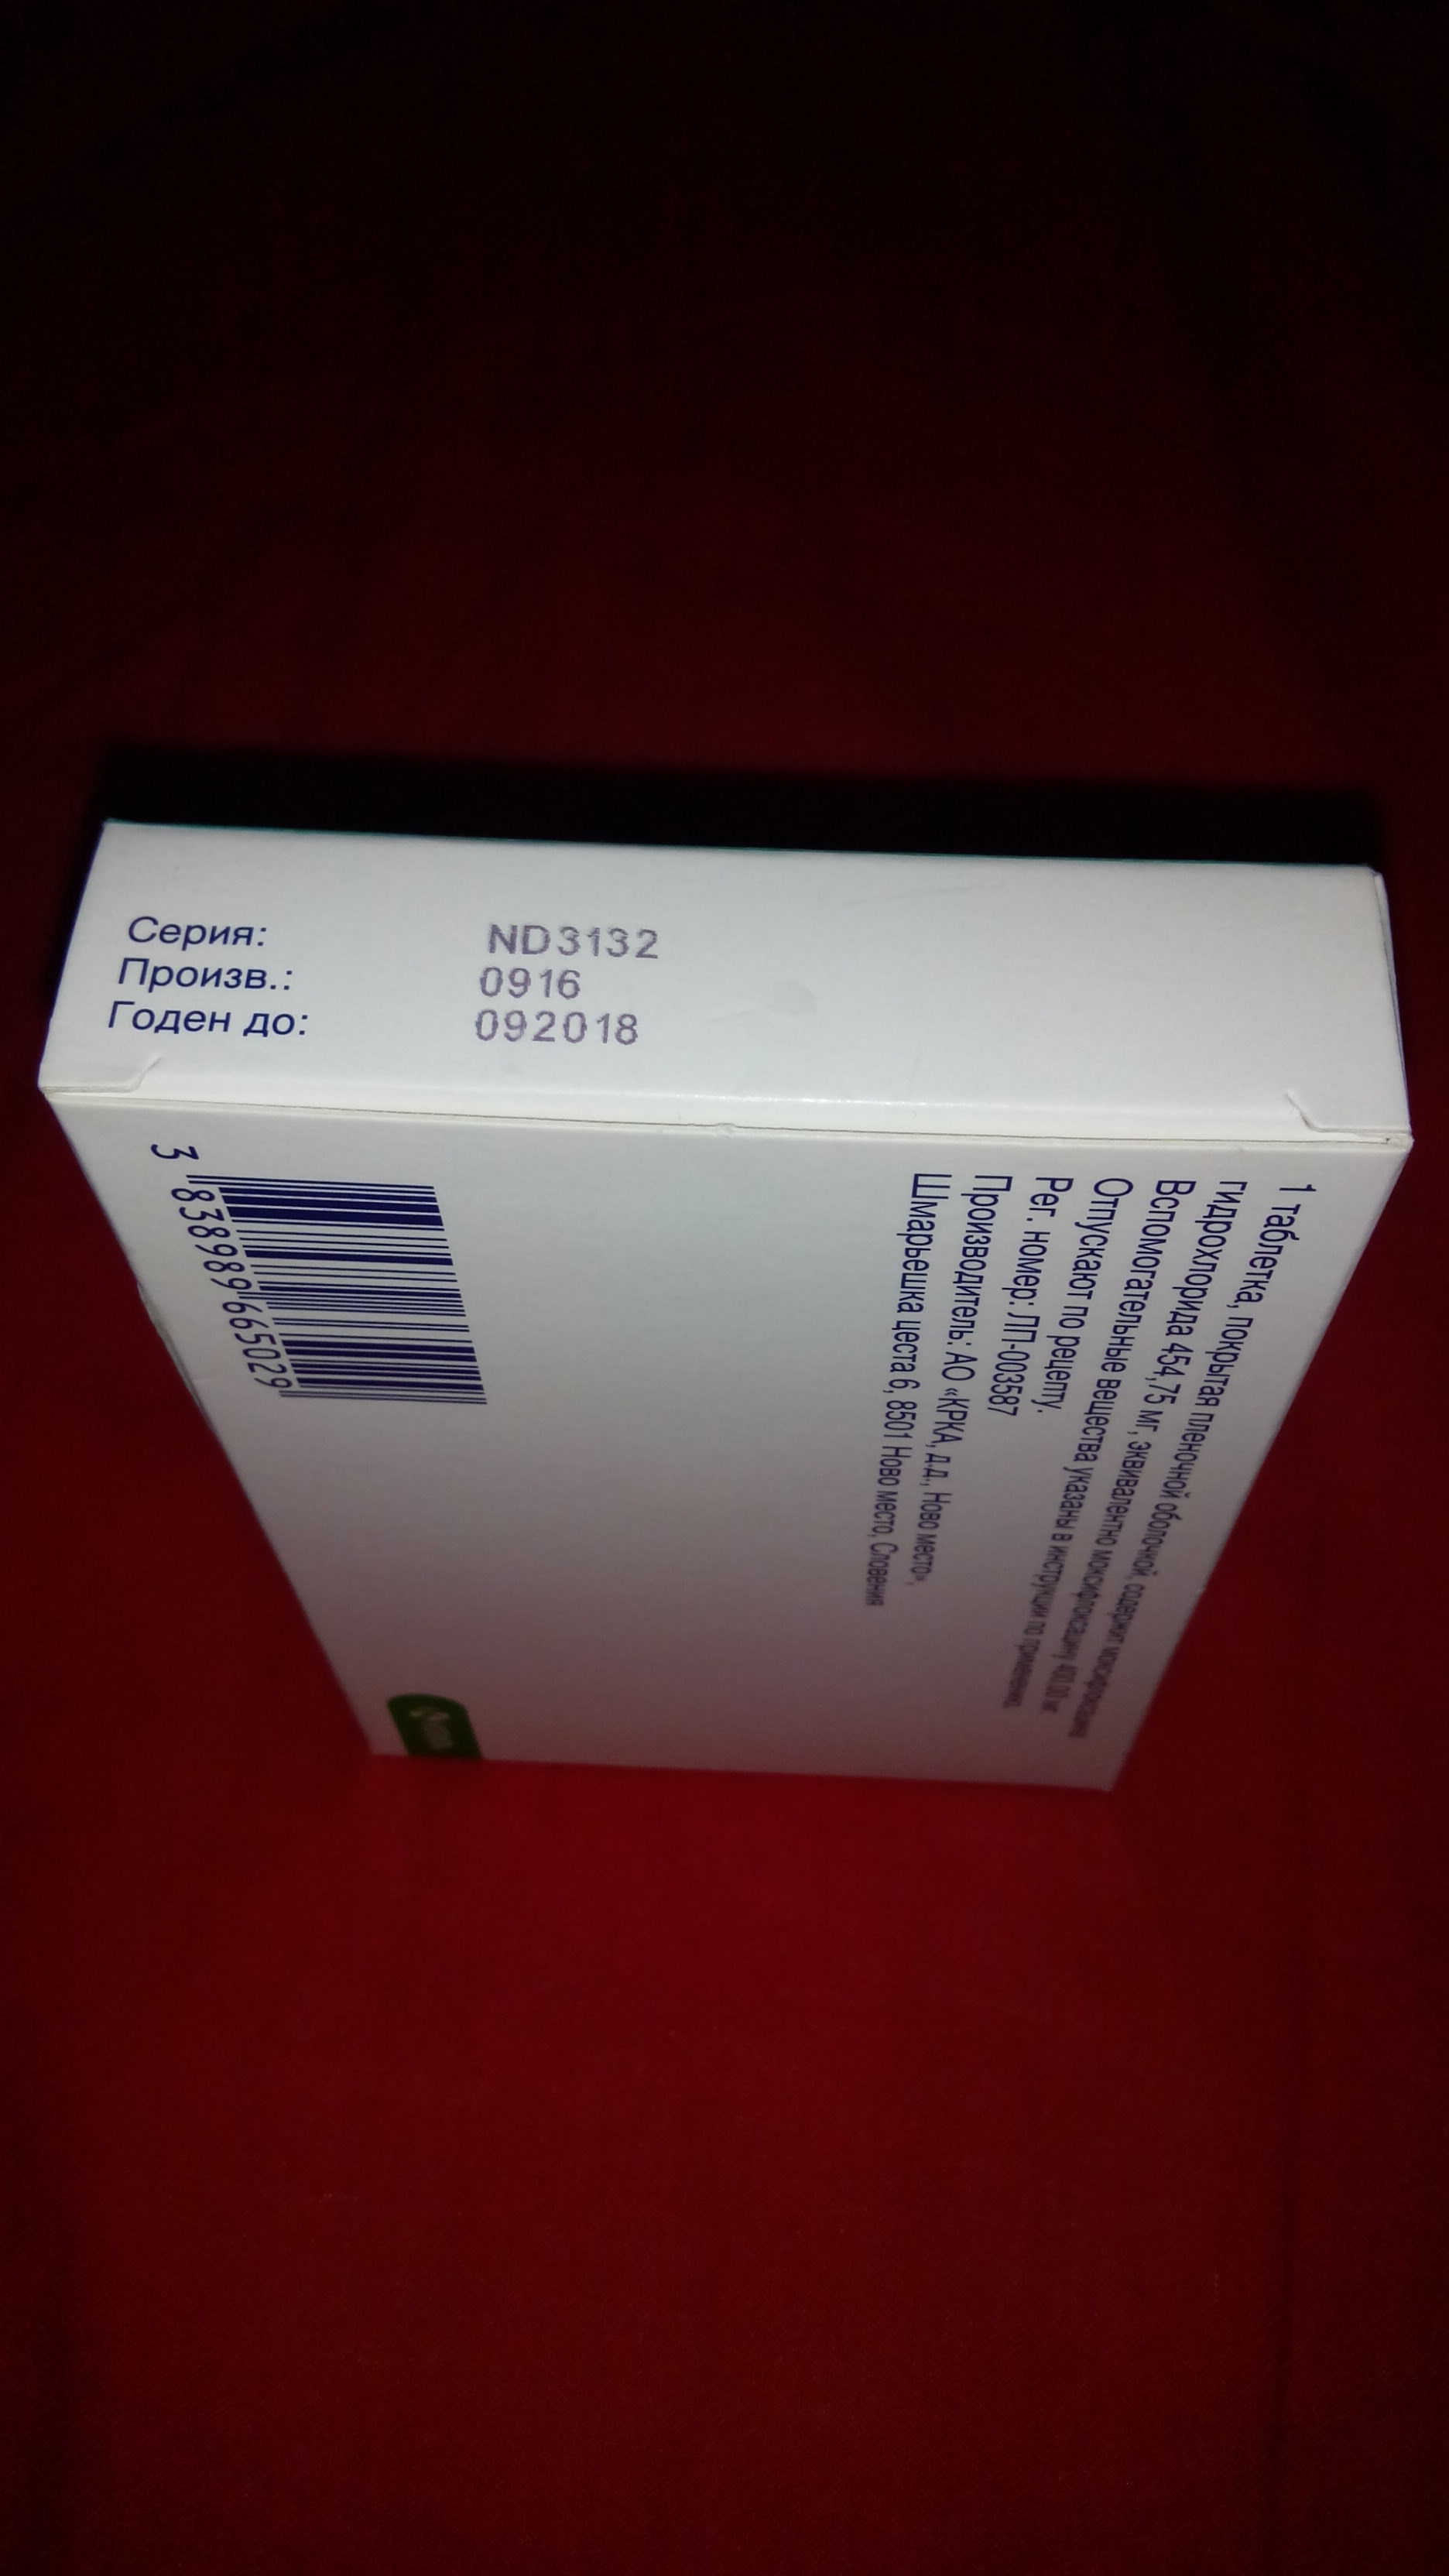 Серия: ND3132
Произв.: 0916
Годен до: 092018
1 таблетка, покрытая пленочной оболочкой, содержит моксифлоксацина
гидрохлорида 454,75 мг, эквивалентно моксифлоксацину 400,00 мг.
Вспомогательные вещества указаны в инструкции по применению.
Отпускают по рецепту.
Рег. номер: ЛП-003587
Производитель: АО «КРКА, д.д., Ново место»,
Шмарьешка цеста 6, 8501 Ново место, Словения
3 838989 665029